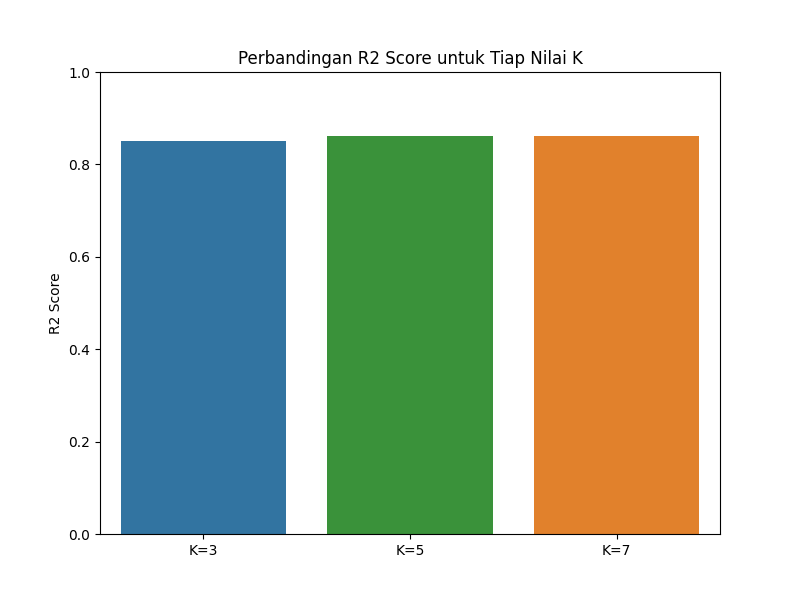 Perbandingan R2 Score untuk Tiap Nilai K
1.0
0.8
0.6
0.4
0.2
0.0
R2 Score
K=3
K=5
K=7